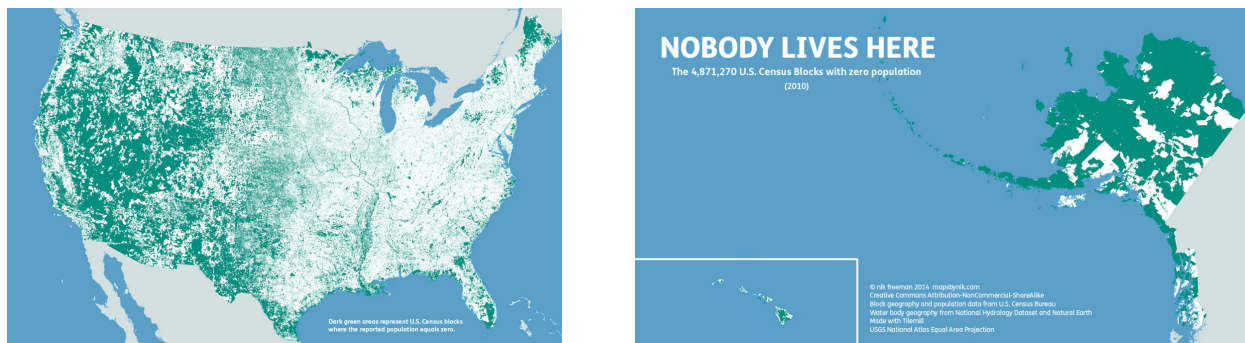 Dark green areas represent U.S. Census blocks
where the reported population equals zero.
NOBODY LIVES HERE
The 4,871,270 U.S. Census Blocks with zero population
(2010)
© nik freeman 2014 mapsbynik.com
Creative Commons Attribution-NonCommercial-ShareAlike
Block geography and population data from U.S. Census Bureau
Water body geography from National Hydrology Dataset and Natural Earth
Made with Tilemill
USGS National Atlas Equal Area Projection